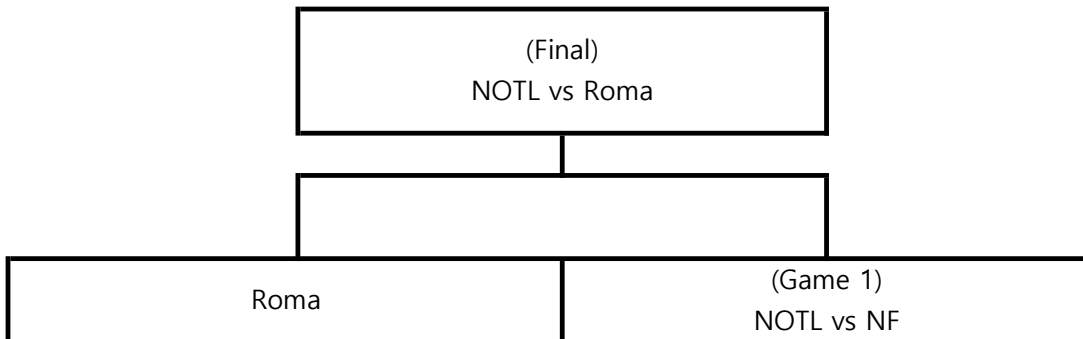 (Final)
NOTL vs Roma
Roma
(Game 1)
NOTL vs NF